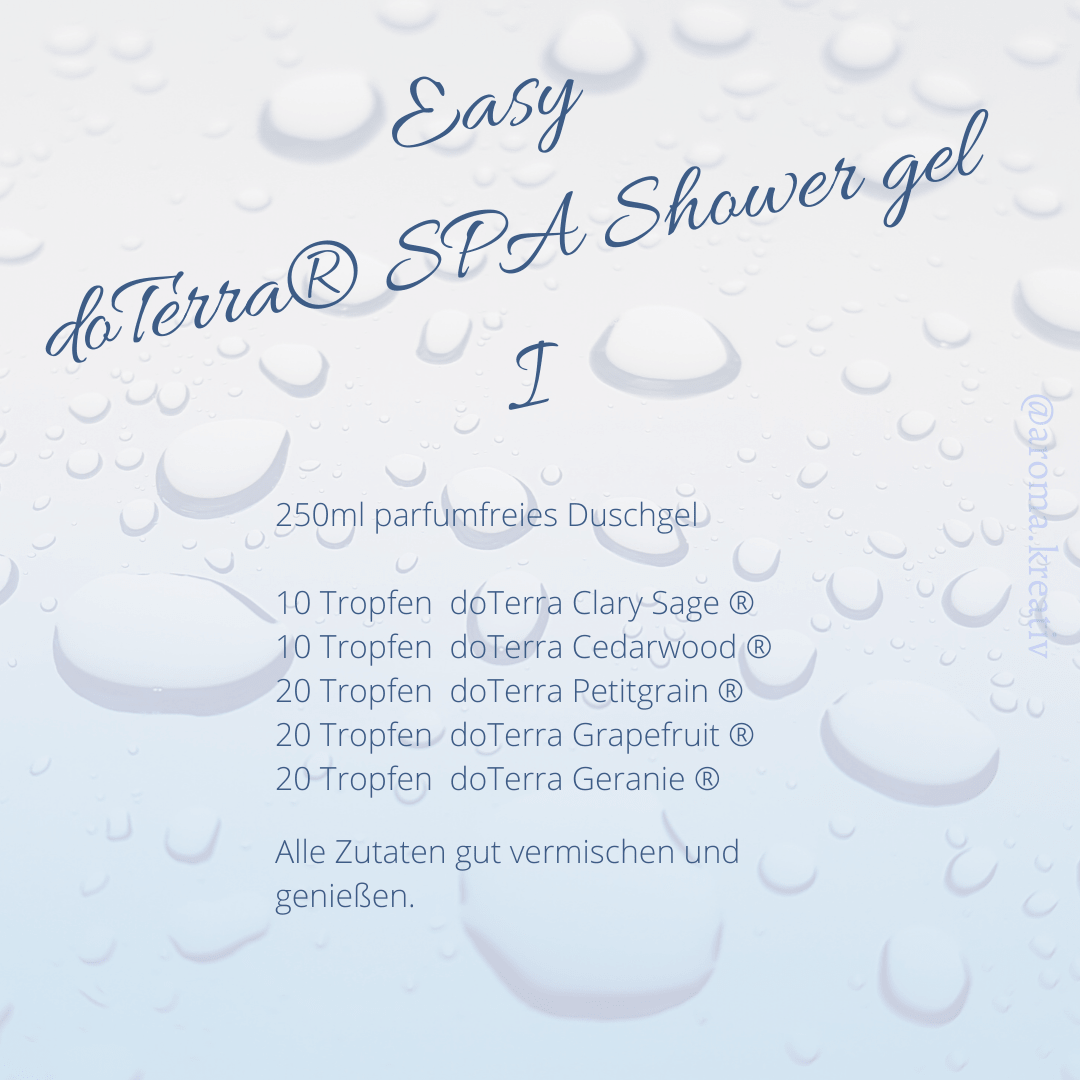 Easy
doTerra® SPA Shower gel
I
250ml parfumfreies Duschgel
10 Tropfen doTerra Clary Sage ®
10 Tropfen doTerra Cedarwood ®
20 Tropfen doTerra Petitgrain ®
20 Tropfen doTerra Grapefruit ®
20 Tropfen doTerra Geranie ®
Alle Zutaten gut vermischen und
genießen.
@aroma.kreativ